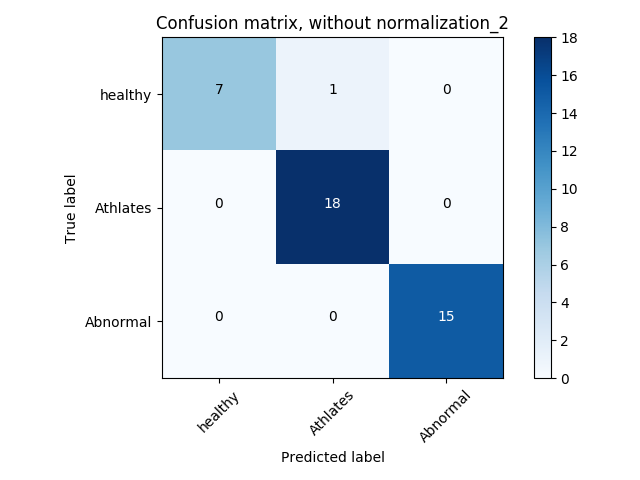 Confusion matrix, without normalization_2
True label
healthy 7 1 0
Athlates 0 18 0
Abnormal 0 0 15
healthy Athlates Abnormal
Predicted label
18
16
14
12
10
8
6
4
2
0